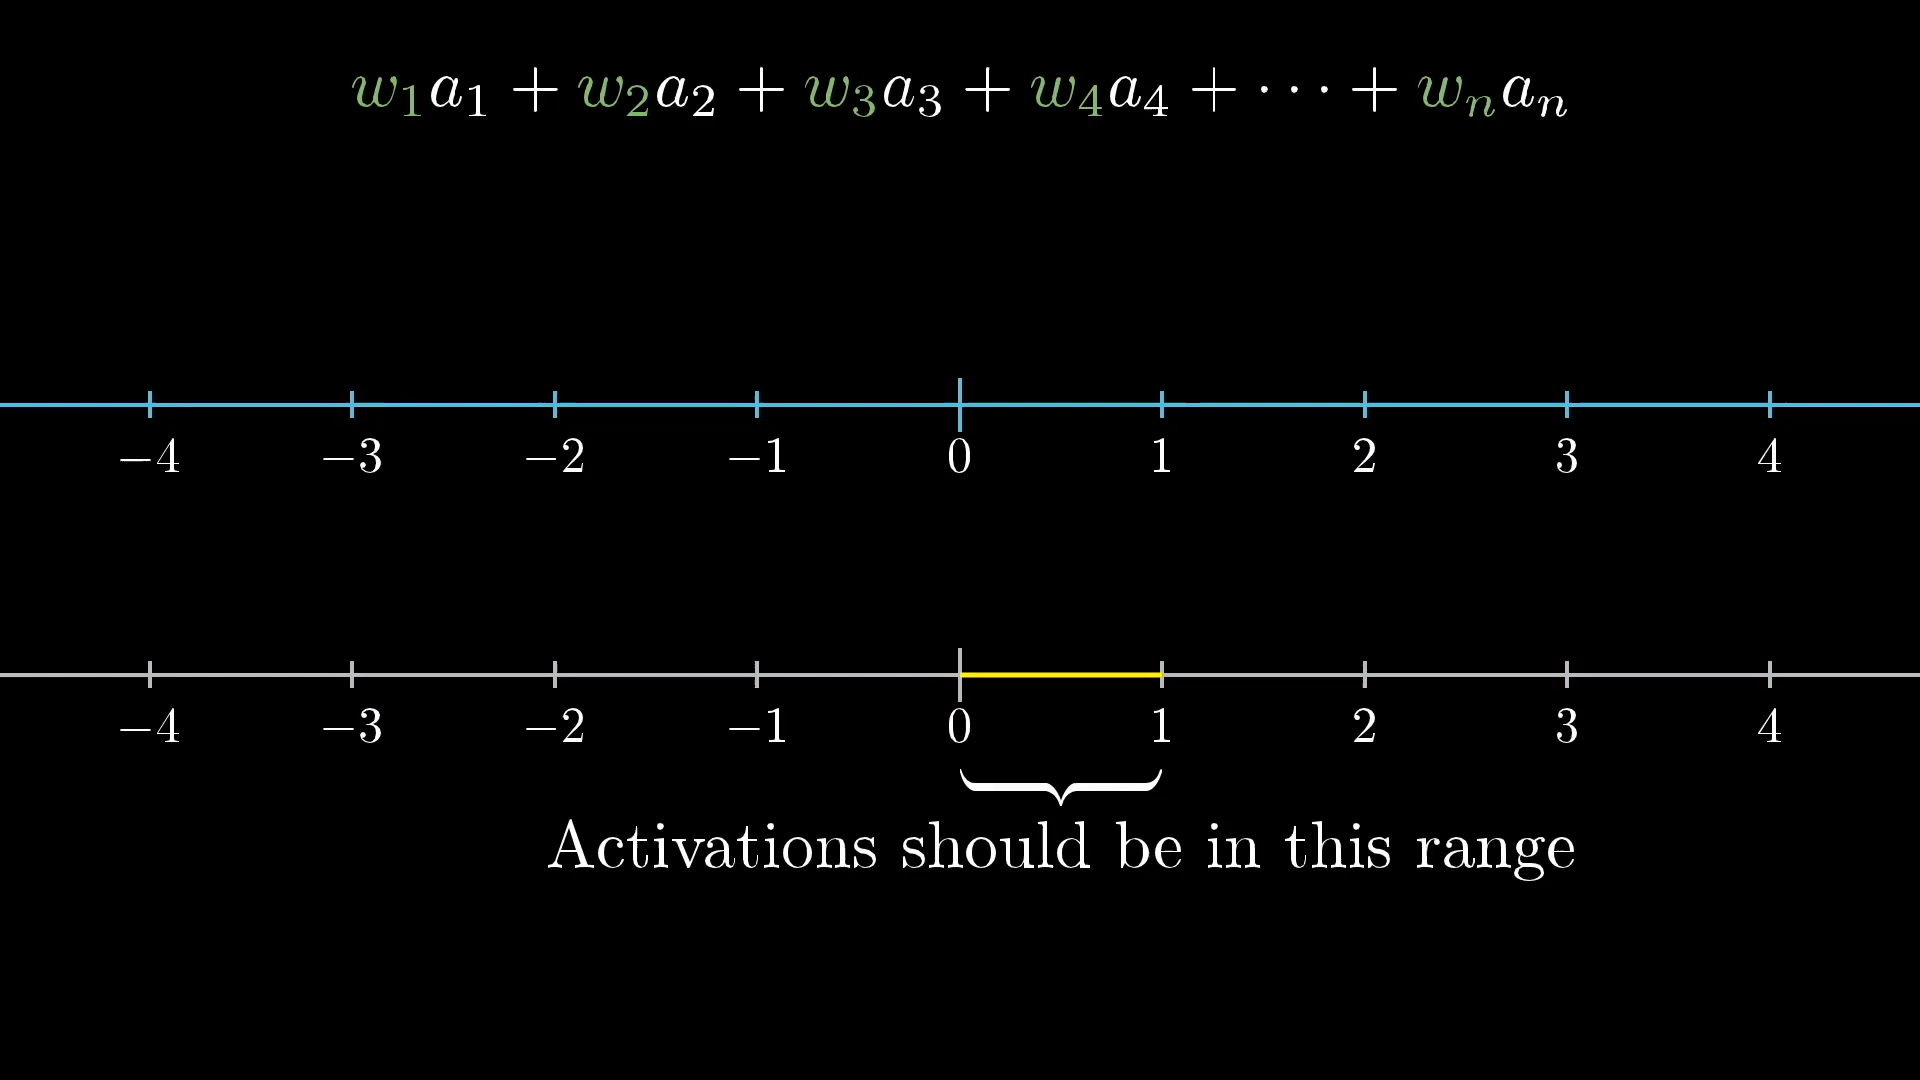 w₁a₁ + w₂a₂ + w₃a₃ + w₄a₄ + ⋯ + wₙaₙ
−4 −3 −2 −1 0 1 2 3 4
−4 −3 −2 −1 0 1 2 3 4
Activations should be in this range